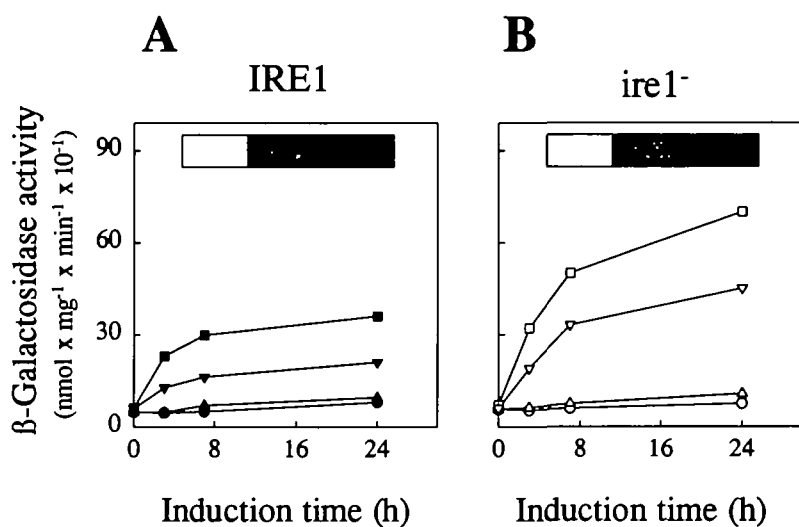 A
B
IRE1
ire1⁻
ß-Galactosidase activity
(nmol x mg⁻¹ x min⁻¹ x 10⁻¹)
90
60
30
0
0 8 16 24
0 8 16 24
Induction time (h)
Induction time (h)